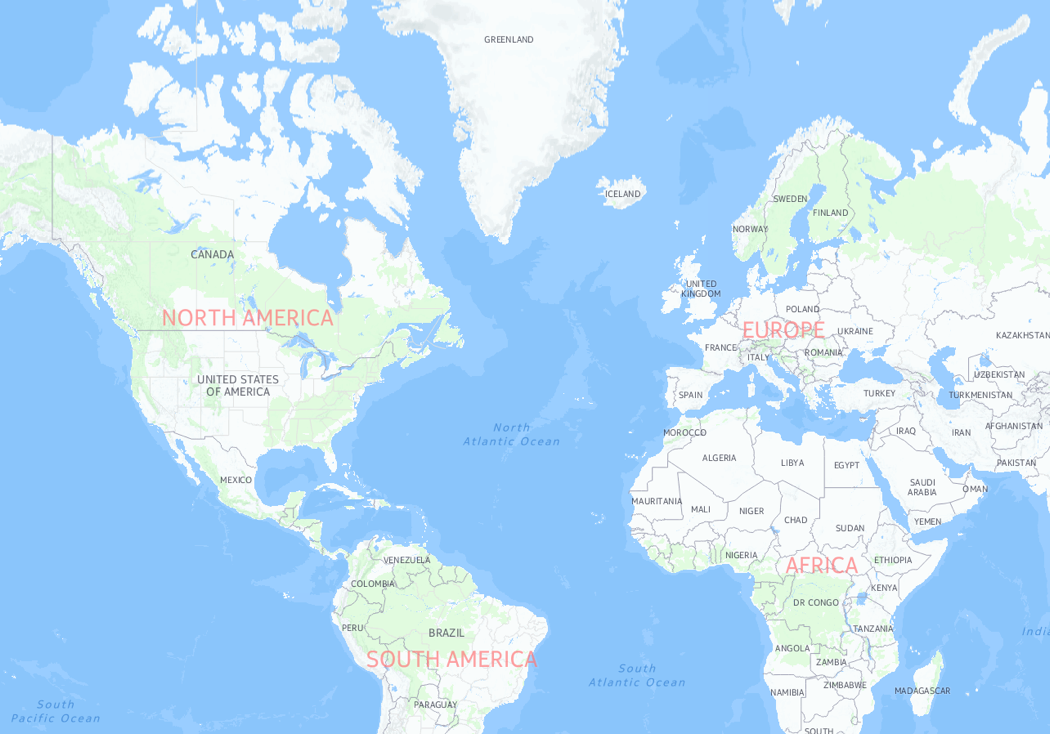 GREENLAND
ICELAND
SWEDEN
FINLAND
NORWAY
CANADA
UNITED
KINGDOM
POLAND
NORTH AMERICA
EUROPE
UKRAINE
KAZAKHSTAN
FRANCE
ITALY
ROMANIA
UZBEKISTAN
UNITED STATES
OF AMERICA
SPAIN
TURKEY
TURKMENISTAN
North
Atlantic Ocean
MOROCCO
IRAQ
IRAN
AFGHANISTAN
ALGERIA
LIBYA
EGYPT
PAKISTAN
MEXICO
SAUDI
ARABIA
OMAN
MAURITANIA
MALI
NIGER
CHAD
SUDAN
YEMEN
VENEZUELA
NIGERIA
AFRICA
ETHIOPIA
COLOMBIA
KENYA
DR CONGO
PERU
BRAZIL
TANZANIA
India
SOUTH AMERICA
ANGOLA
ZAMBIA
South
Atlantic Ocean
ZIMBABWE
NAMIBIA
MADAGASCAR
PARAGUAY
South
Pacific Ocean
SOUTH